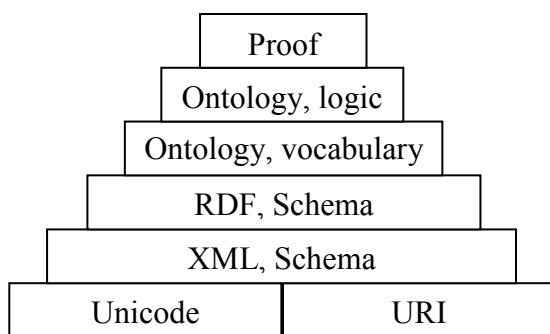 Proof
Ontology, logic
Ontology, vocabulary
RDF, Schema
XML, Schema
Unicode URI